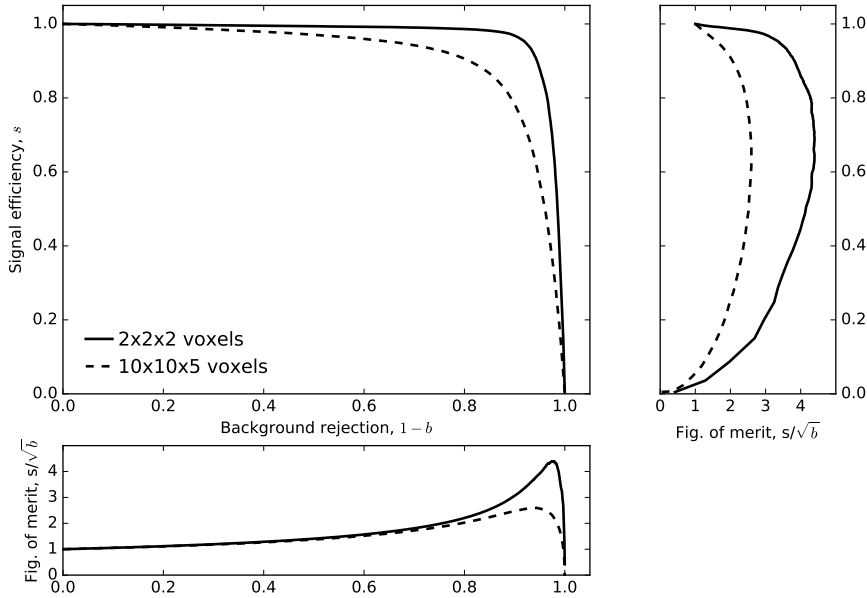 Signal efficiency, s
1.0
0.8
0.6
0.4
0.2
0.0
2x2x2 voxels
10x10x5 voxels
0.0 0.2 0.4 0.6 0.8 1.0
Background rejection, 1 − b
1.0
0.8
0.6
0.4
0.2
0.0
0 1 2 3 4
Fig. of merit, s/√b
Fig. of merit, s/√b
4
3
2
1
0
0.0 0.2 0.4 0.6 0.8 1.0